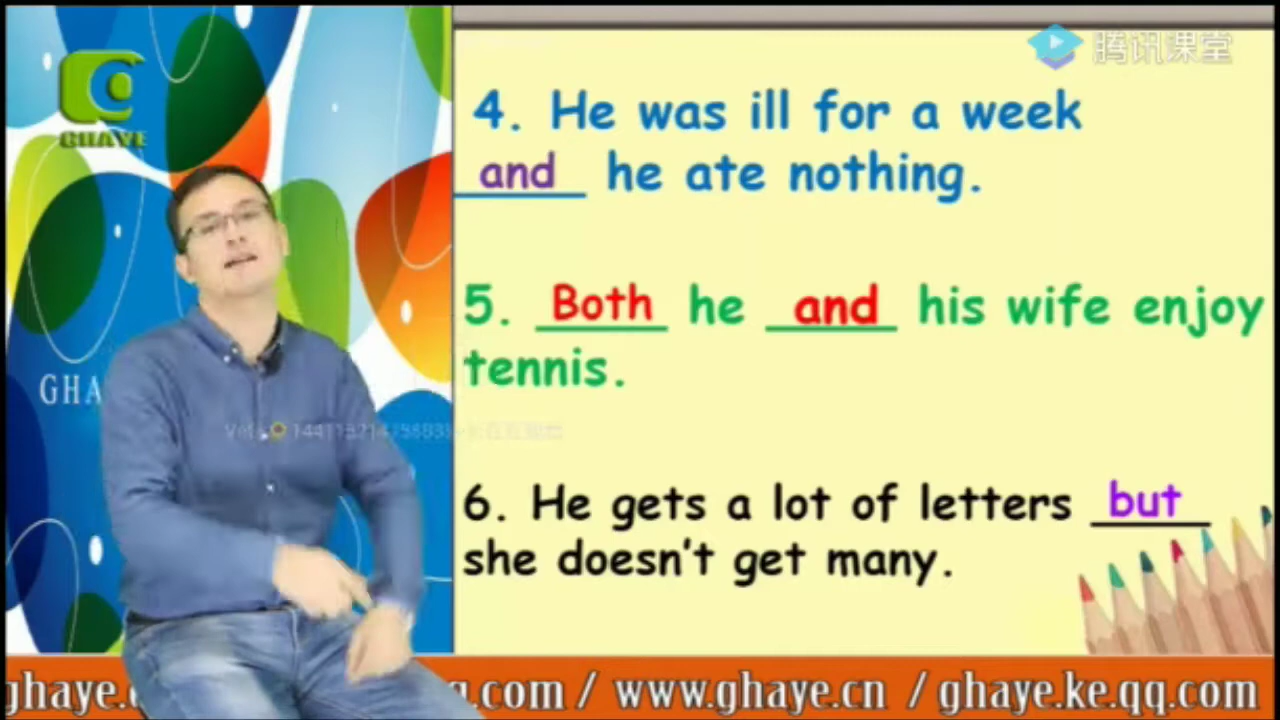 腾讯课堂
GHAYE
4. He was ill for a week
and he ate nothing.
5. Both he and his wife enjoy
tennis.
GHA
6. He gets a lot of letters but
she doesn't get many.
ghaye.c q.com / www.ghaye.cn / ghaye.ke.qq.com